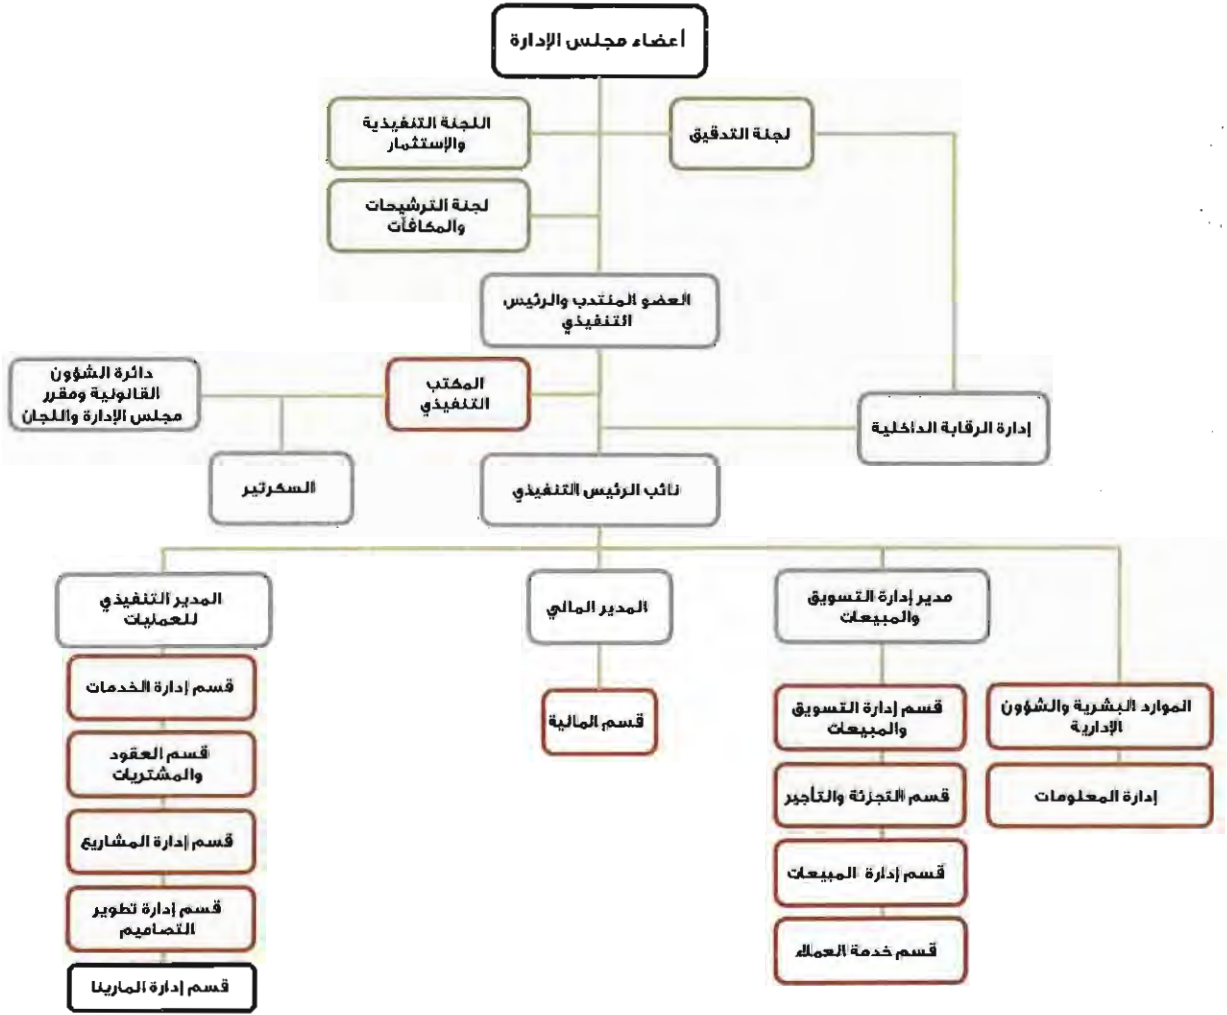 أعضاء مجلس الإدارة
لجنة التدقيق
اللجنة التنفيذية
والإستثمار
لجنة الترشيحات
والمكافآت
العضو المنتدب والرئيس
التنفيذي
المكتب
التنفيذي
دائرة الشؤون
القانونية ومقرر
مجلس الإدارة واللجان
إدارة الرقابة الداخلية
السكرتير
نائب الرئيس التنفيذي
مدير إدارة التسويق
والمبيعات
المدير المالي
المدير التنفيذي
للعمليات
الموارد البشرية والشؤون
الإدارية
إدارة المعلومات
قسم إدارة التسويق
والمبيعات
قسم التجزئة والتأجير
قسم إدارة المبيعات
قسم خدمة العملاء
قسم المالية
قسم إدارة الخدمات
قسم العقود
والمشتريات
قسم إدارة المشاريع
قسم إدارة تطوير
التصاميم
قسم إدارة المارينا